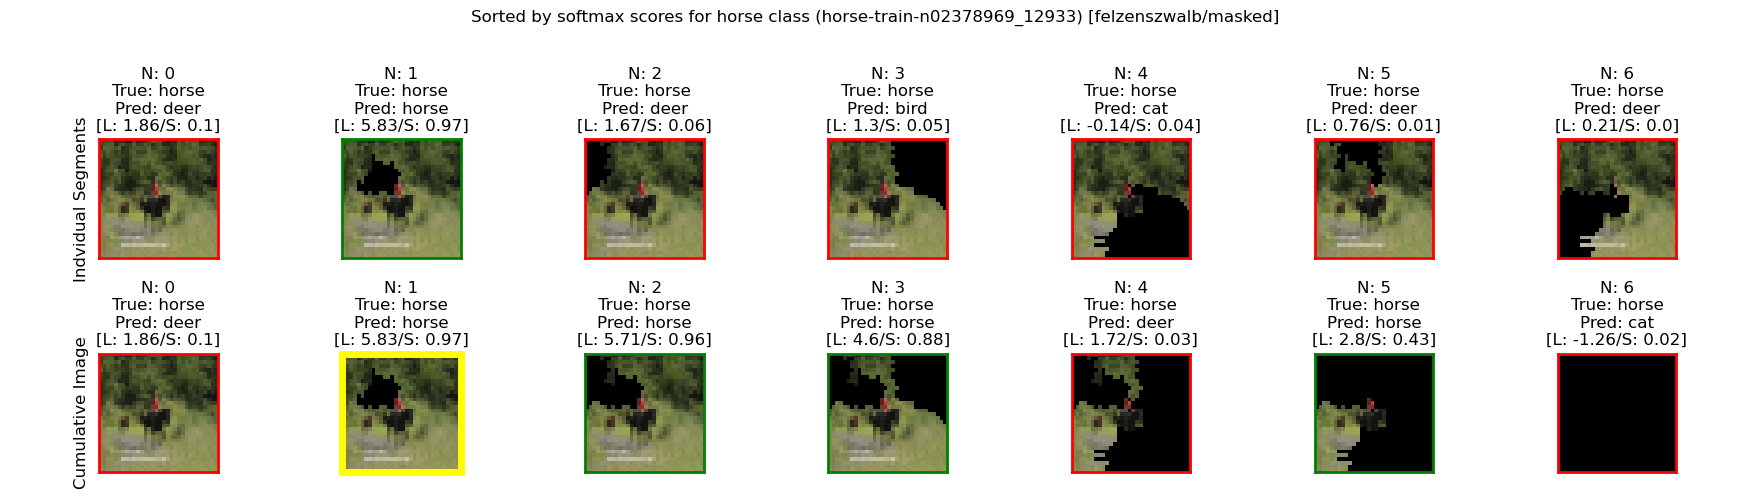 Sorted by softmax scores for horse class (horse-train-n02378969_12933) [felzenszwalb/masked]
Indvidual Segments
N: 0
True: horse
Pred: deer
[L: 1.86/S: 0.1]
N: 1
True: horse
Pred: horse
[L: 5.83/S: 0.97]
N: 2
True: horse
Pred: deer
[L: 1.67/S: 0.06]
N: 3
True: horse
Pred: bird
[L: 1.3/S: 0.05]
N: 4
True: horse
Pred: cat
[L: -0.14/S: 0.04]
N: 5
True: horse
Pred: deer
[L: 0.76/S: 0.01]
N: 6
True: horse
Pred: deer
[L: 0.21/S: 0.0]
Cumulative Image
N: 0
True: horse
Pred: deer
[L: 1.86/S: 0.1]
N: 1
True: horse
Pred: horse
[L: 5.83/S: 0.97]
N: 2
True: horse
Pred: horse
[L: 5.71/S: 0.96]
N: 3
True: horse
Pred: horse
[L: 4.6/S: 0.88]
N: 4
True: horse
Pred: deer
[L: 1.72/S: 0.03]
N: 5
True: horse
Pred: horse
[L: 2.8/S: 0.43]
N: 6
True: horse
Pred: cat
[L: -1.26/S: 0.02]